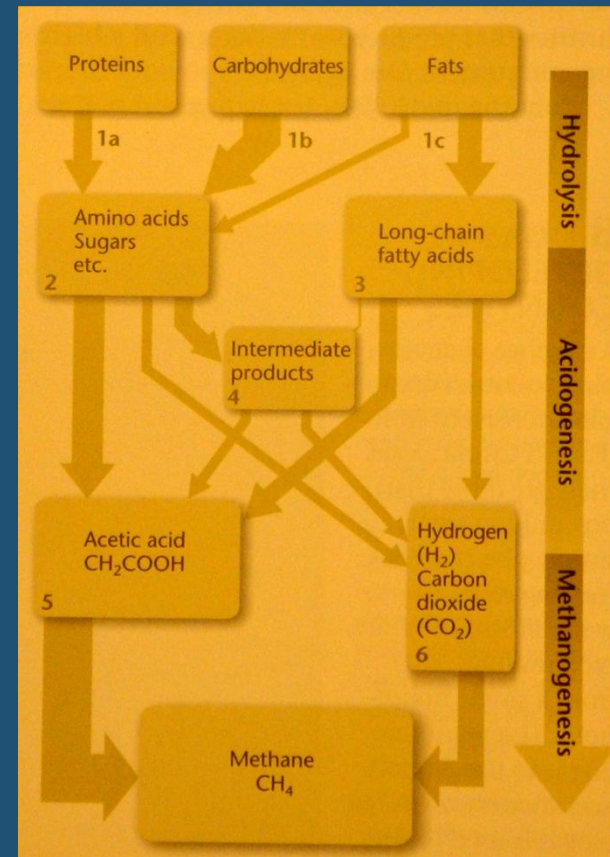 Proteins
Carbohydrates
Fats
1a
1b
1c
Hydrolysis
Amino acids
Sugars
etc.
2
Long-chain
fatty acids
3
Intermediate
products
4
Acidogenesis
Acetic acid
CH₂COOH
5
Hydrogen
(H₂)
Carbon
dioxide
(CO₂)
6
Methanogenesis
Methane
CH₄